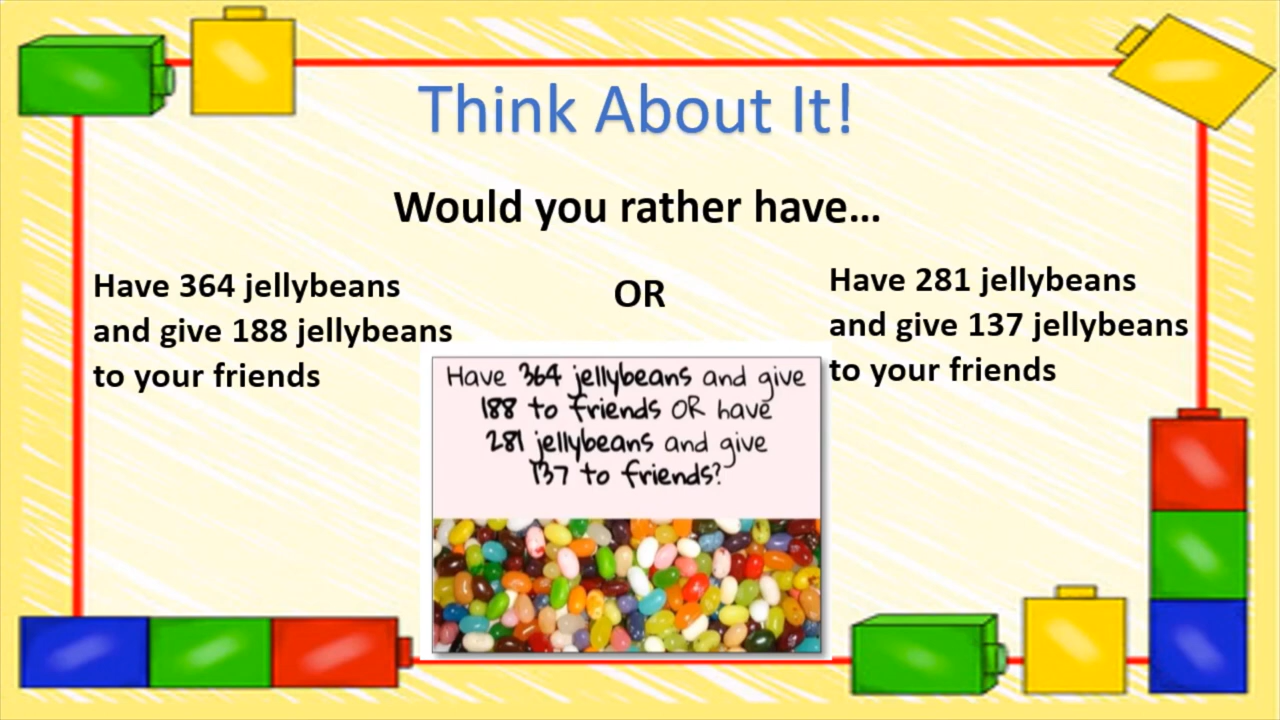 Think About It!
Would you rather have...
Have 364 jellybeans
and give 188 jellybeans
to your friends
OR
Have 281 jellybeans
and give 137 jellybeans
to your friends
Have 364 jellybeans and give
188 to friends OR have
281 jellybeans and give
137 to friends?